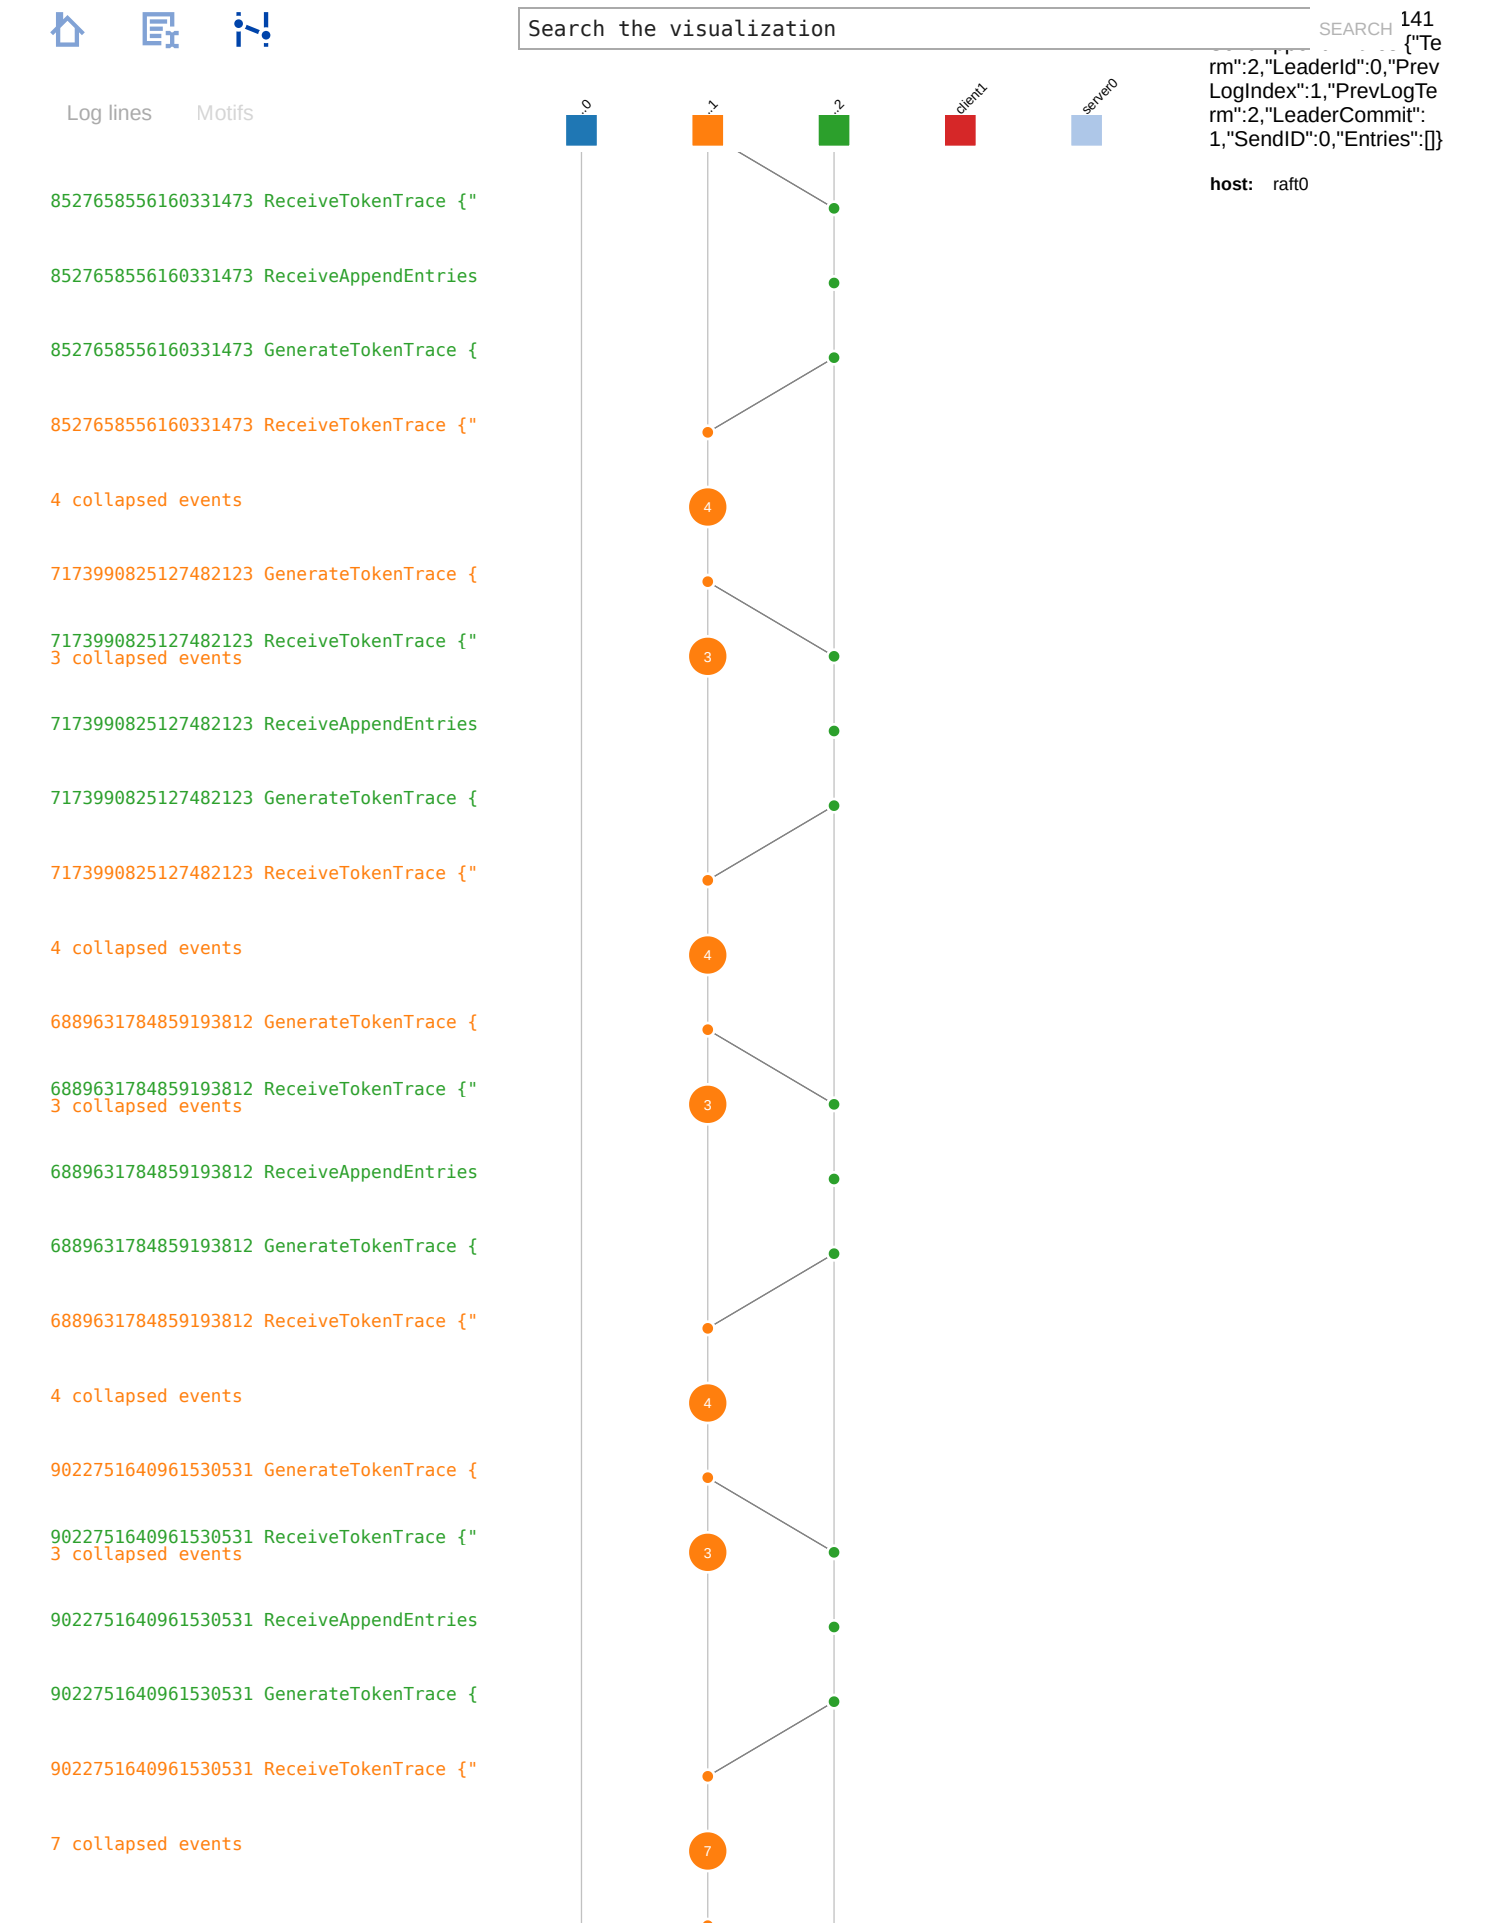 Search the visualization
SEARCH
141
{"Te
rm":2,"LeaderId":0,"Prev
LogIndex":1,"PrevLogTe
rm":2,"LeaderCommit":
1,"SendID":0,"Entries":[]}
host: raft0
Log lines Motifs
..0 ..1 ..2 client1 server0
8527658556160331473 ReceiveTokenTrace {"
8527658556160331473 ReceiveAppendEntries
8527658556160331473 GenerateTokenTrace {
8527658556160331473 ReceiveTokenTrace {"
4 collapsed events 4
7173990825127482123 GenerateTokenTrace {
7173990825127482123 ReceiveTokenTrace {"
3 collapsed events 3
7173990825127482123 ReceiveAppendEntries
7173990825127482123 GenerateTokenTrace {
7173990825127482123 ReceiveTokenTrace {"
4 collapsed events 4
6889631784859193812 GenerateTokenTrace {
6889631784859193812 ReceiveTokenTrace {"
3 collapsed events 3
6889631784859193812 ReceiveAppendEntries
6889631784859193812 GenerateTokenTrace {
6889631784859193812 ReceiveTokenTrace {"
4 collapsed events 4
9022751640961530531 GenerateTokenTrace {
9022751640961530531 ReceiveTokenTrace {"
3 collapsed events 3
9022751640961530531 ReceiveAppendEntries
9022751640961530531 GenerateTokenTrace {
9022751640961530531 ReceiveTokenTrace {"
7 collapsed events 7